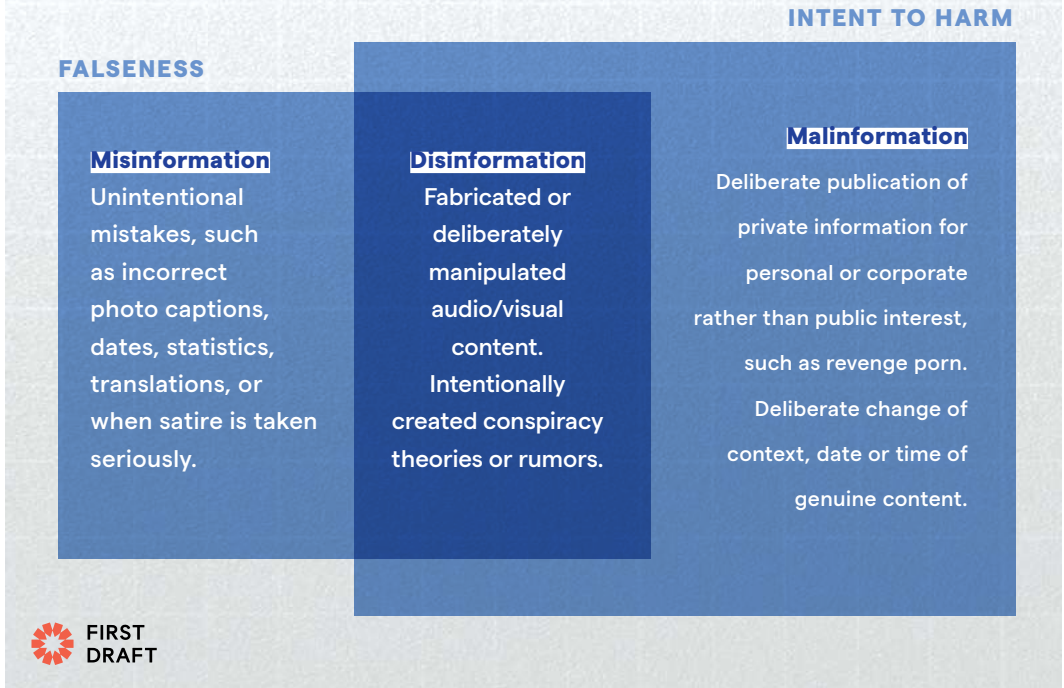 INTENT TO HARM
FALSENESS
Misinformation
Unintentional
mistakes, such
as incorrect
photo captions,
dates, statistics,
translations, or
when satire is taken
seriously.
Disinformation
Fabricated or
deliberately
manipulated
audio/visual
content.
Intentionally
created conspiracy
theories or rumors.
Malinformation
Deliberate publication of
private information for
personal or corporate
rather than public interest,
such as revenge porn.
Deliberate change of
context, date or time of
genuine content.
FIRST
DRAFT